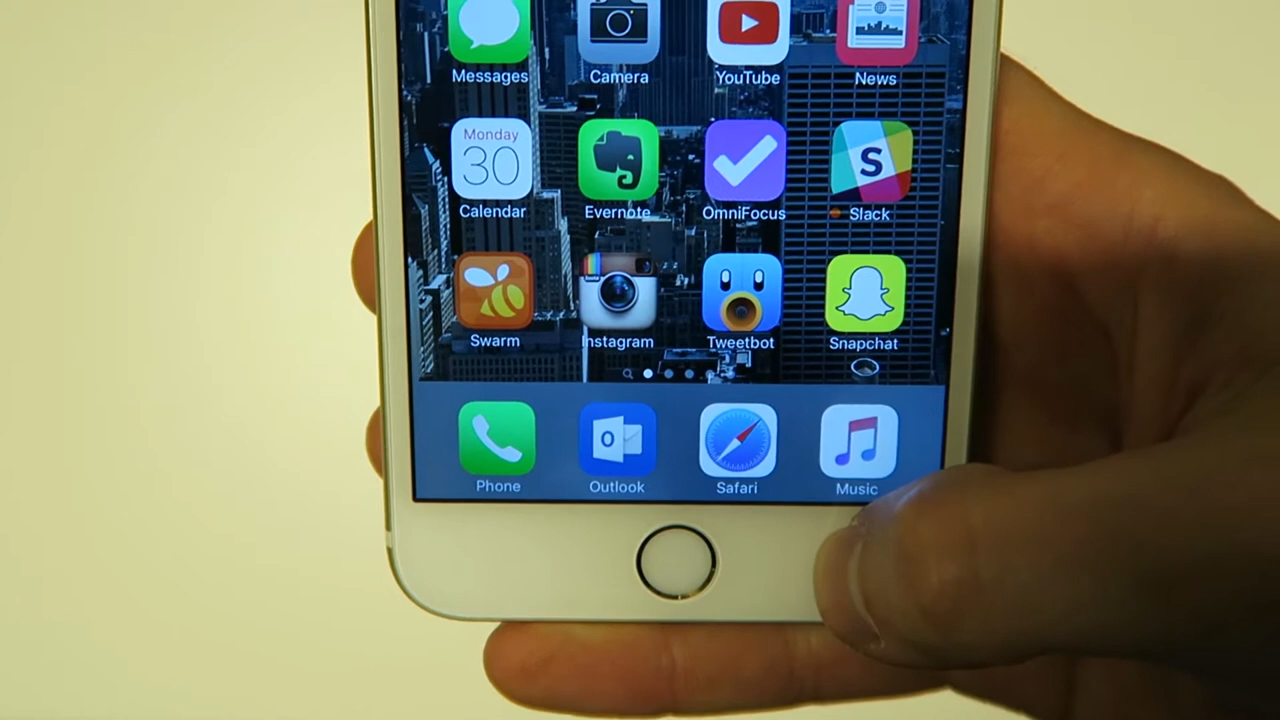 Messages Camera YouTube News
Monday
30
S
Calendar Evernote OmniFocus Slack
Swarm Instagram Tweetbot Snapchat
O
Phone Outlook Safari Music